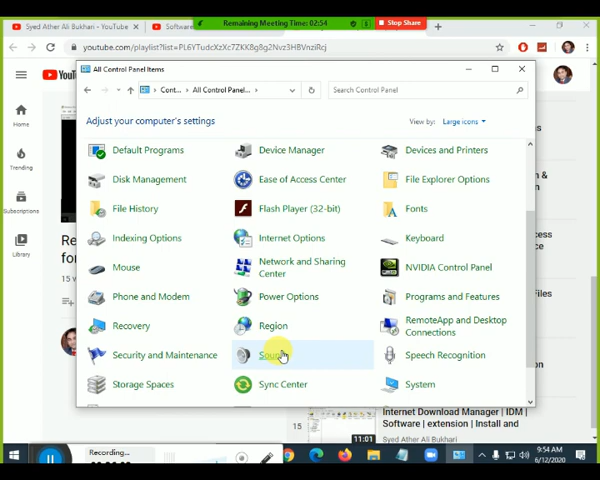 Syed Ather Ali Bukhari - YouTube
Software
Remaining Meeting Time: 02:54
Stop Share
youtube.com/playlist?list=PL6YTudcXzXc7ZKK8g8g2Nvz3HBVnziRcj
YouT
Home
Trending
Subscriptions
Library
Re
for
15 v
All Control Panel Items
Cont...
All Control Panel...
Search Control Panel
Adjust your computer's settings
View by:
Large icons
Default Programs
Device Manager
Devices and Printers
Disk Management
Ease of Access Center
File Explorer Options
File History
Flash Player (32-bit)
Fonts
Indexing Options
Internet Options
Keyboard
Mouse
Network and Sharing
Center
NVIDIA Control Panel
Phone and Modem
Power Options
Programs and Features
Recovery
Region
RemoteApp and Desktop
Connections
Security and Maintenance
Sound
Speech Recognition
Storage Spaces
Sync Center
System
n &
ess
Files
Internet Download Manager | IDM |
Software | extension | Install and
15
11:01
Syed Ather Ali Bukhari
Recording...
9:54 AM
6/12/2020